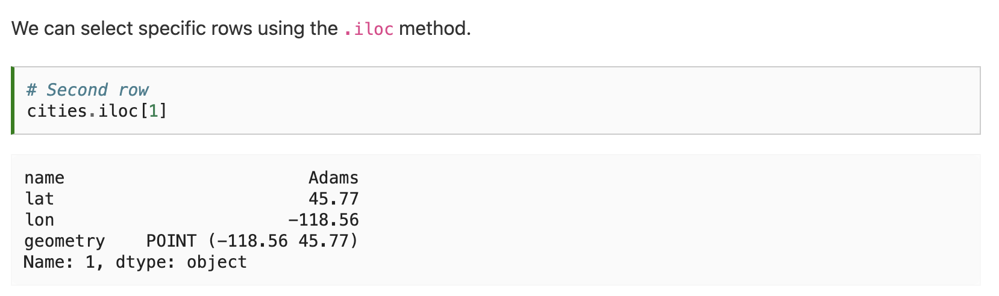 We can select specific rows using the .iloc method.
# Second row
cities.iloc[1]
name                        Adams
lat                         45.77
lon                       -118.56
geometry    POINT (-118.56 45.77)
Name: 1, dtype: object